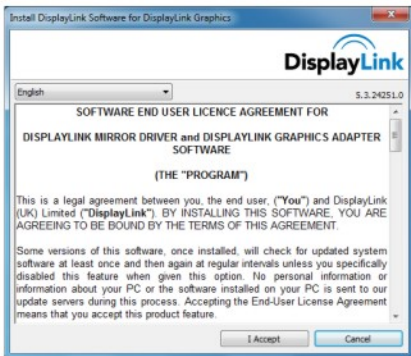 Install DisplayLink Software for DisplayLink Graphics
DisplayLink
English
5.3.24251.0
SOFTWARE END USER LICENCE AGREEMENT FOR
DISPLAYLINK MIRROR DRIVER and DISPLAYLINK GRAPHICS ADAPTER
SOFTWARE
(THE "PROGRAM")
This is a legal agreement between you, the end user, ("You") and DisplayLink
(UK) Limited ("DisplayLink"). BY INSTALLING THIS SOFTWARE, YOU ARE
AGREEING TO BE BOUND BY THE TERMS OF THIS AGREEMENT.
Some versions of this software, once installed, will check for updated system
software at least once and then again at regular intervals unless you specifically
disabled this feature when given this option. No personal information or
information about your PC or the software installed on your PC is sent to our
update servers during this process. Accepting the End-User License Agreement
means that you accept this product feature.
I Accept
Cancel